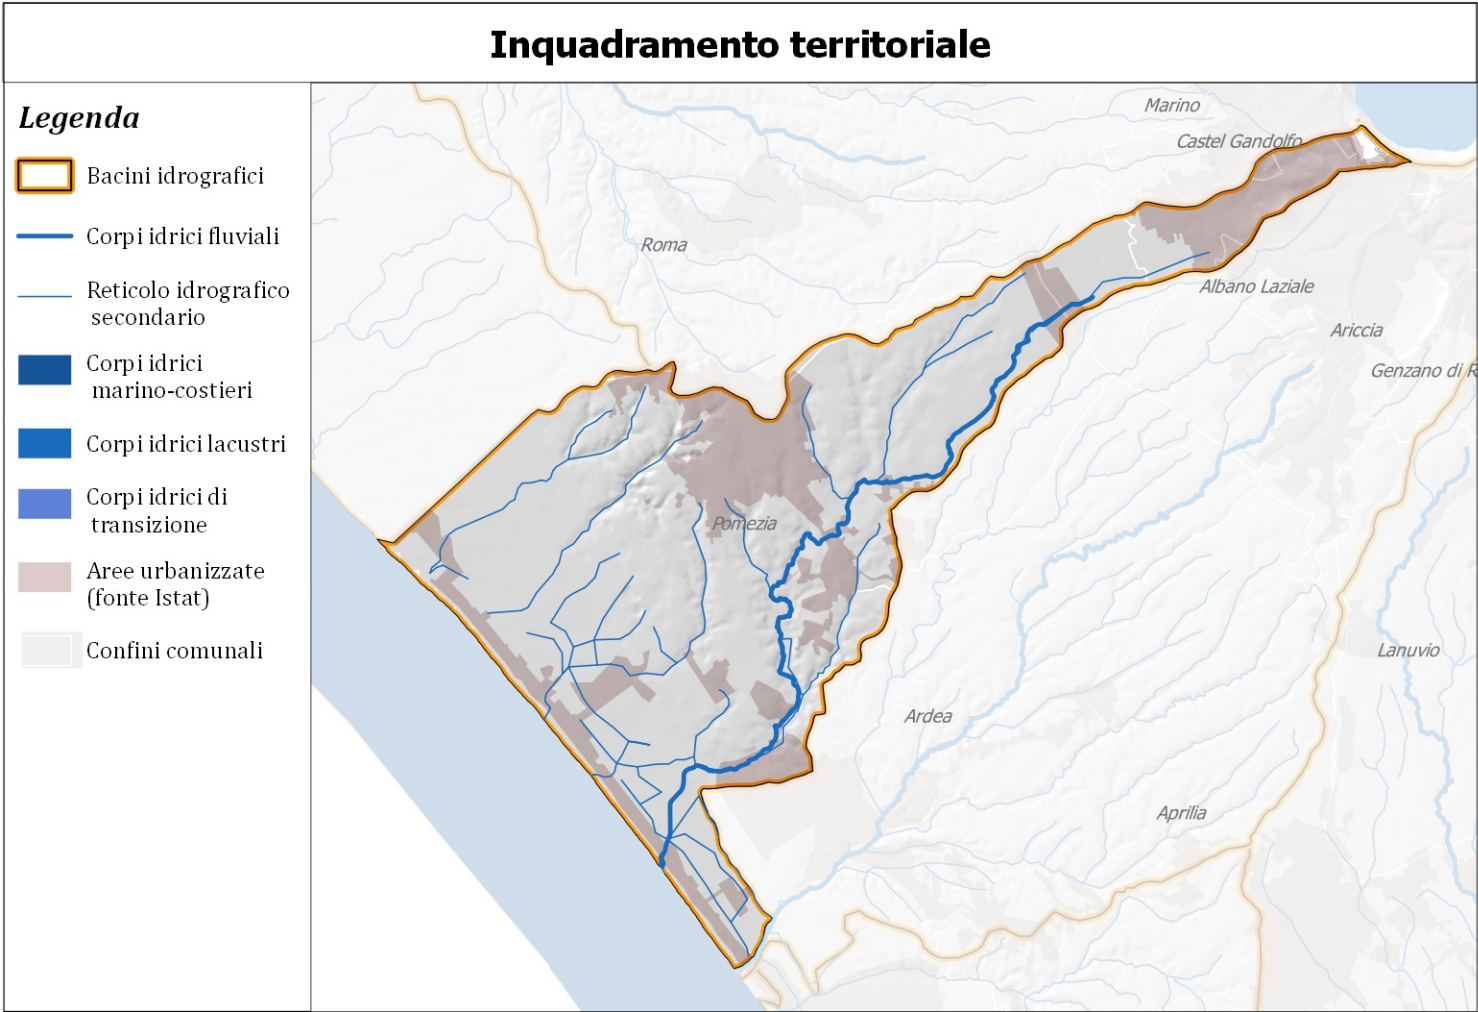 Inquadramento territoriale
Legenda
Bacini idrografici
Corpi idrici fluviali
Reticolo idrografico
secondario
Corpi idrici
marino-costieri
Corpi idrici lacustri
Corpi idrici di
transizione
Aree urbanizzate
(fonte Istat)
Confini comunali
Marino
Castel Gandolfo
Roma
Albano Laziale
Ariccia
Genzano di R
Pomezia
Lanuvio
Ardea
Aprilia